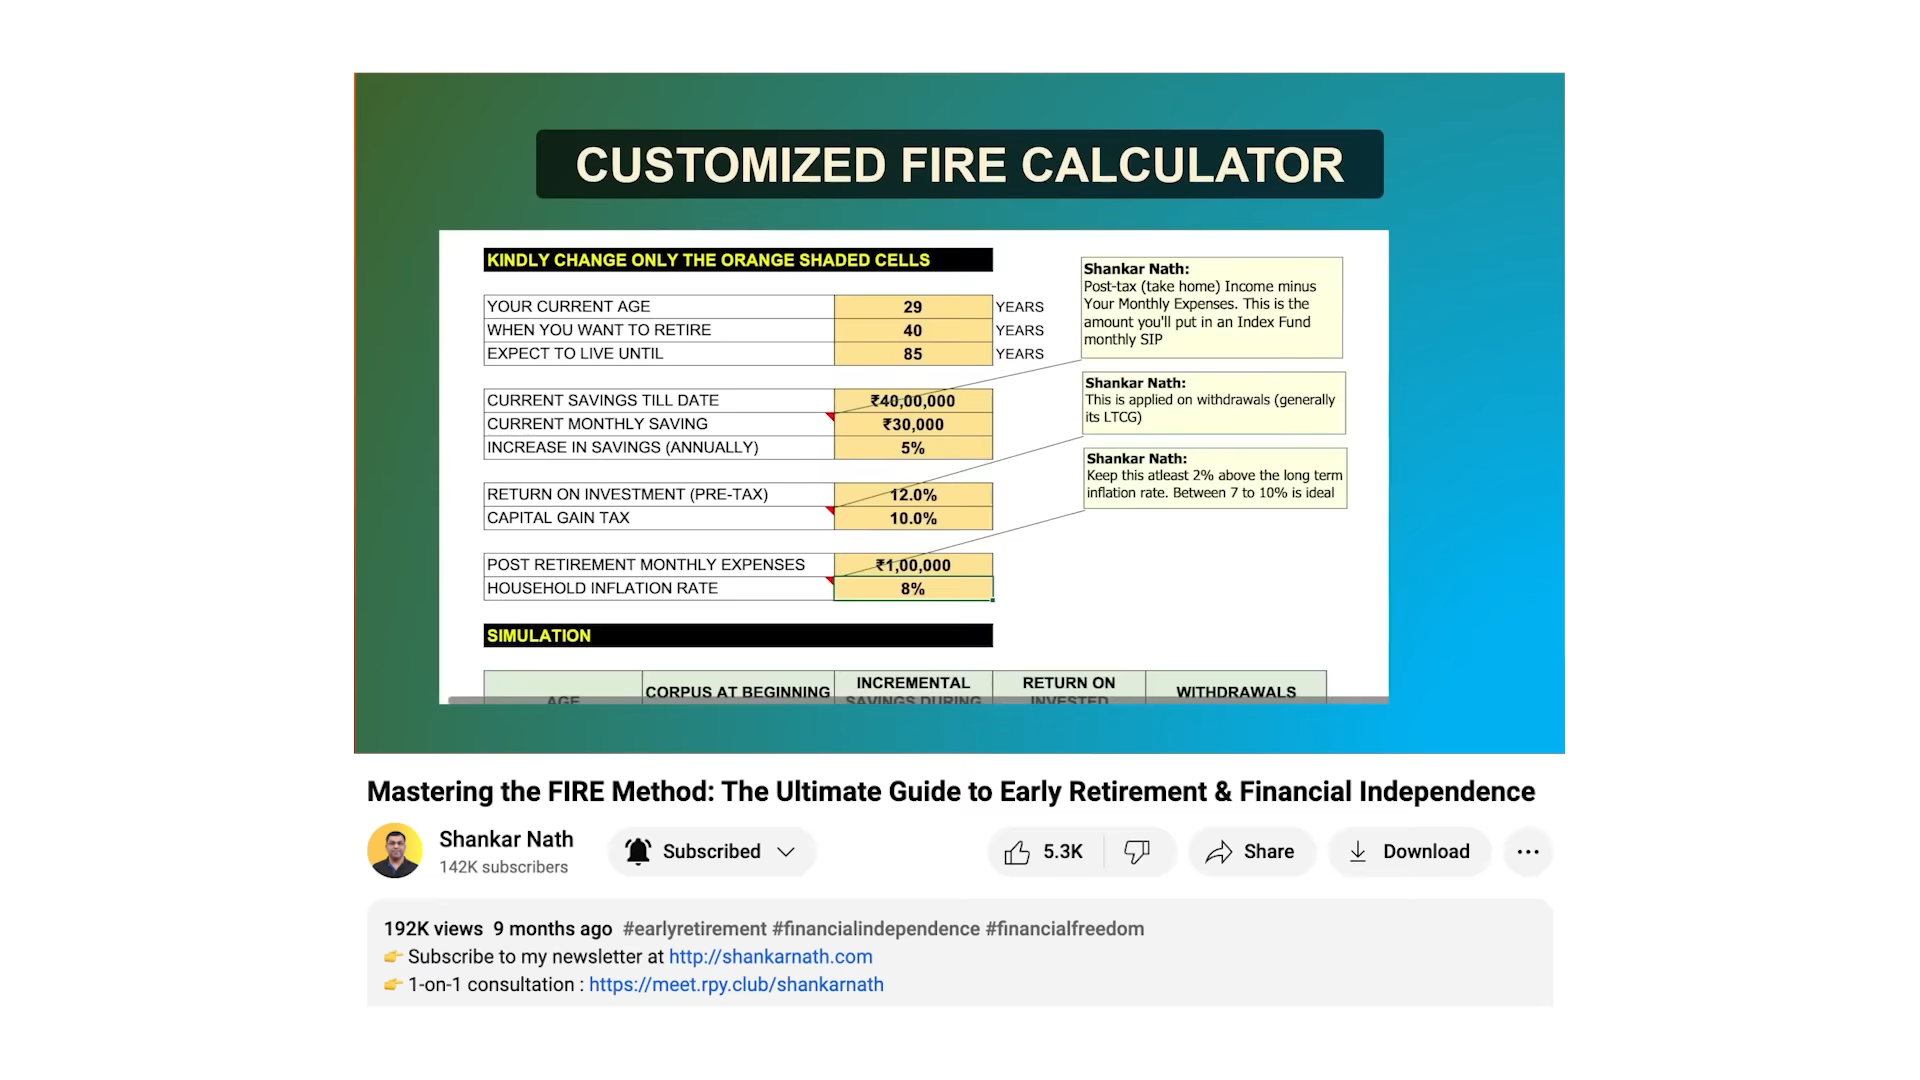 CUSTOMIZED FIRE CALCULATOR
KINDLY CHANGE ONLY THE ORANGE SHADED CELLS
YOUR CURRENT AGE 29 YEARS
WHEN YOU WANT TO RETIRE 40 YEARS
EXPECT TO LIVE UNTIL 85 YEARS
CURRENT SAVINGS TILL DATE ₹40,00,000
CURRENT MONTHLY SAVING ₹30,000
INCREASE IN SAVINGS (ANNUALLY) 5%
RETURN ON INVESTMENT (PRE-TAX) 12.0%
CAPITAL GAIN TAX 10.0%
POST RETIREMENT MONTHLY EXPENSES ₹1,00,000
HOUSEHOLD INFLATION RATE 8%
Shankar Nath:
Post-tax (take home) Income minus
Your Monthly Expenses. This is the
amount you'll put in an Index Fund
monthly SIP
Shankar Nath:
This is applied on withdrawals (generally
its LTCG)
Shankar Nath:
Keep this atleast 2% above the long term
inflation rate. Between 7 to 10% is ideal
SIMULATION
AGE
CORPUS AT BEGINNING
INCREMENTAL
SAVINGS DURING
RETURN ON
INVESTED
WITHDRAWALS
Mastering the FIRE Method: The Ultimate Guide to Early Retirement & Financial Independence
Shankar Nath
142K subscribers
Subscribed
5.3K
Share
Download
192K views 9 months ago #earlyretirement #financialindependence #financialfreedom
👉 Subscribe to my newsletter at http://shankarnath.com
👉 1-on-1 consultation : https://meet.rpy.club/shankarnath